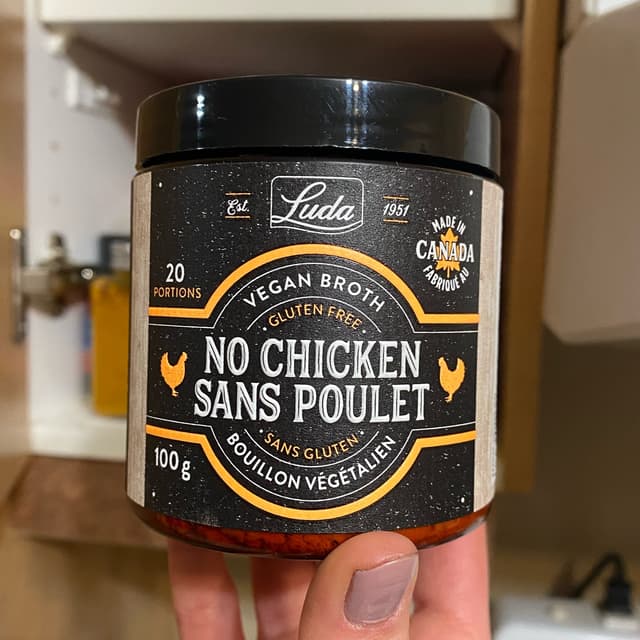 Est. Luda 1951
MADE IN
CANADA
FABRIQUÉ AU
20
PORTIONS
VEGAN BROTH
GLUTEN FREE
NO CHICKEN
SANS POULET
SANS GLUTEN
BOUILLON VÉGÉTALIEN
100 g